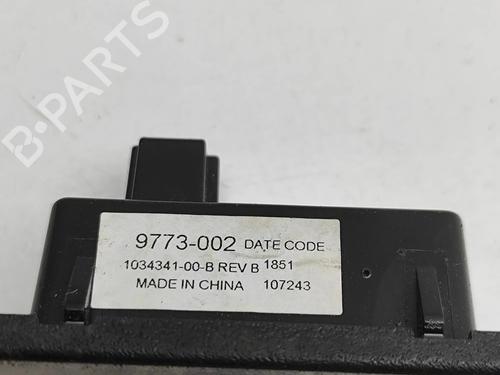 B-PARTS
9773-002 DATE CODE
1034341-00-B REV B 1851
MADE IN CHINA 107243